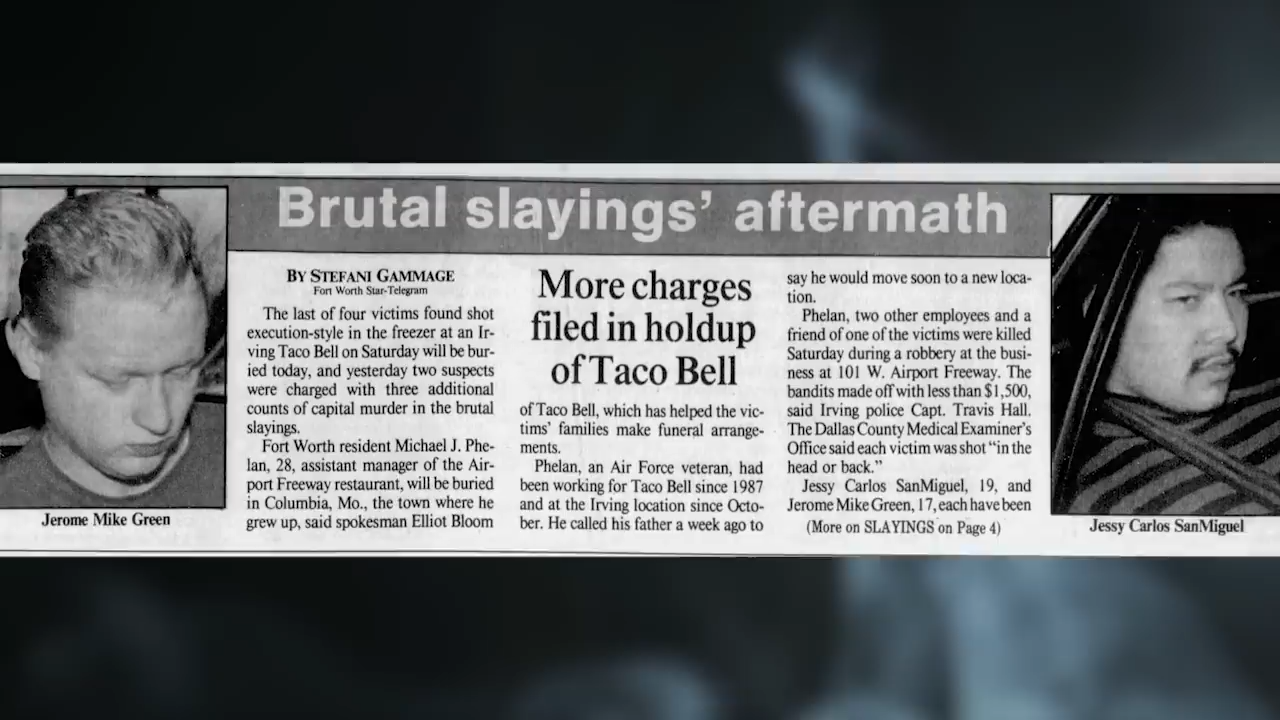 Brutal slayings' aftermath
BY STEFANI GAMMAGE
Fort Worth Star-Telegram
The last of four victims found shot
execution-style in the freezer at an Ir-
ving Taco Bell on Saturday will be bur-
ied today, and yesterday two suspects
were charged with three additional
counts of capital murder in the brutal
slayings.
Fort Worth resident Michael J. Phe-
lan, 28, assistant manager of the Air-
port Freeway restaurant, will be buried
in Columbia, Mo., the town where he
grew up, said spokesman Elliot Bloom
More charges
filed in holdup
of Taco Bell
of Taco Bell, which has helped the vic-
tims' families make funeral arrange-
ments.
Phelan, an Air Force veteran, had
been working for Taco Bell since 1987
and at the Irving location since Octo-
ber. He called his father a week ago to
say he would move soon to a new loca-
tion.
Phelan, two other employees and a
friend of one of the victims were killed
Saturday during a robbery at the busi-
ness at 101 W. Airport Freeway. The
bandits made off with less than $1,500,
said Irving police Capt. Travis Hall.
The Dallas County Medical Examiner's
Office said each victim was shot "in the
head or back."
Jessy Carlos SanMiguel, 19, and
Jerome Mike Green, 17, each have been
(More on SLAYINGS on Page 4)
Jerome Mike Green
Jessy Carlos SanMiguel